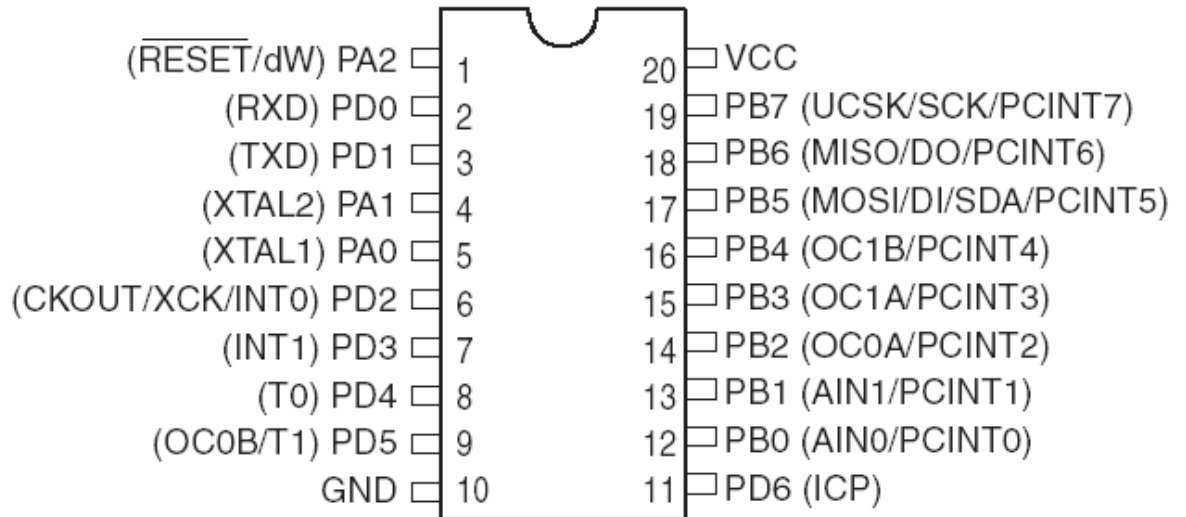 (RESET/dW) PA2 1 20 VCC
(RXD) PD0 2 19 PB7 (UCSK/SCK/PCINT7)
(TXD) PD1 3 18 PB6 (MISO/DO/PCINT6)
(XTAL2) PA1 4 17 PB5 (MOSI/DI/SDA/PCINT5)
(XTAL1) PA0 5 16 PB4 (OC1B/PCINT4)
(CKOUT/XCK/INT0) PD2 6 15 PB3 (OC1A/PCINT3)
(INT1) PD3 7 14 PB2 (OC0A/PCINT2)
(T0) PD4 8 13 PB1 (AIN1/PCINT1)
(OC0B/T1) PD5 9 12 PB0 (AIN0/PCINT0)
GND 10 11 PD6 (ICP)